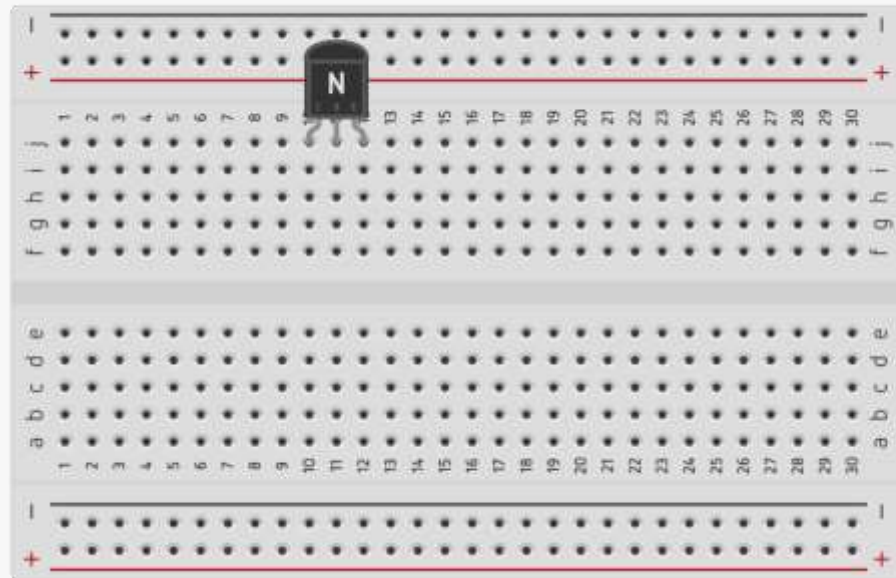 − −
+ +
N
1 2 3 4 5 6 7 8 9 13 14 15 16 17 18 19 20 21 22 23 24 25 26 27 28 29 30
j j
i i
h h
g g
f f
e e
d d
c c
b b
a a
1 2 3 4 5 6 7 8 9 10 11 12 13 14 15 16 17 18 19 20 21 22 23 24 25 26 27 28 29 30
− −
+ +